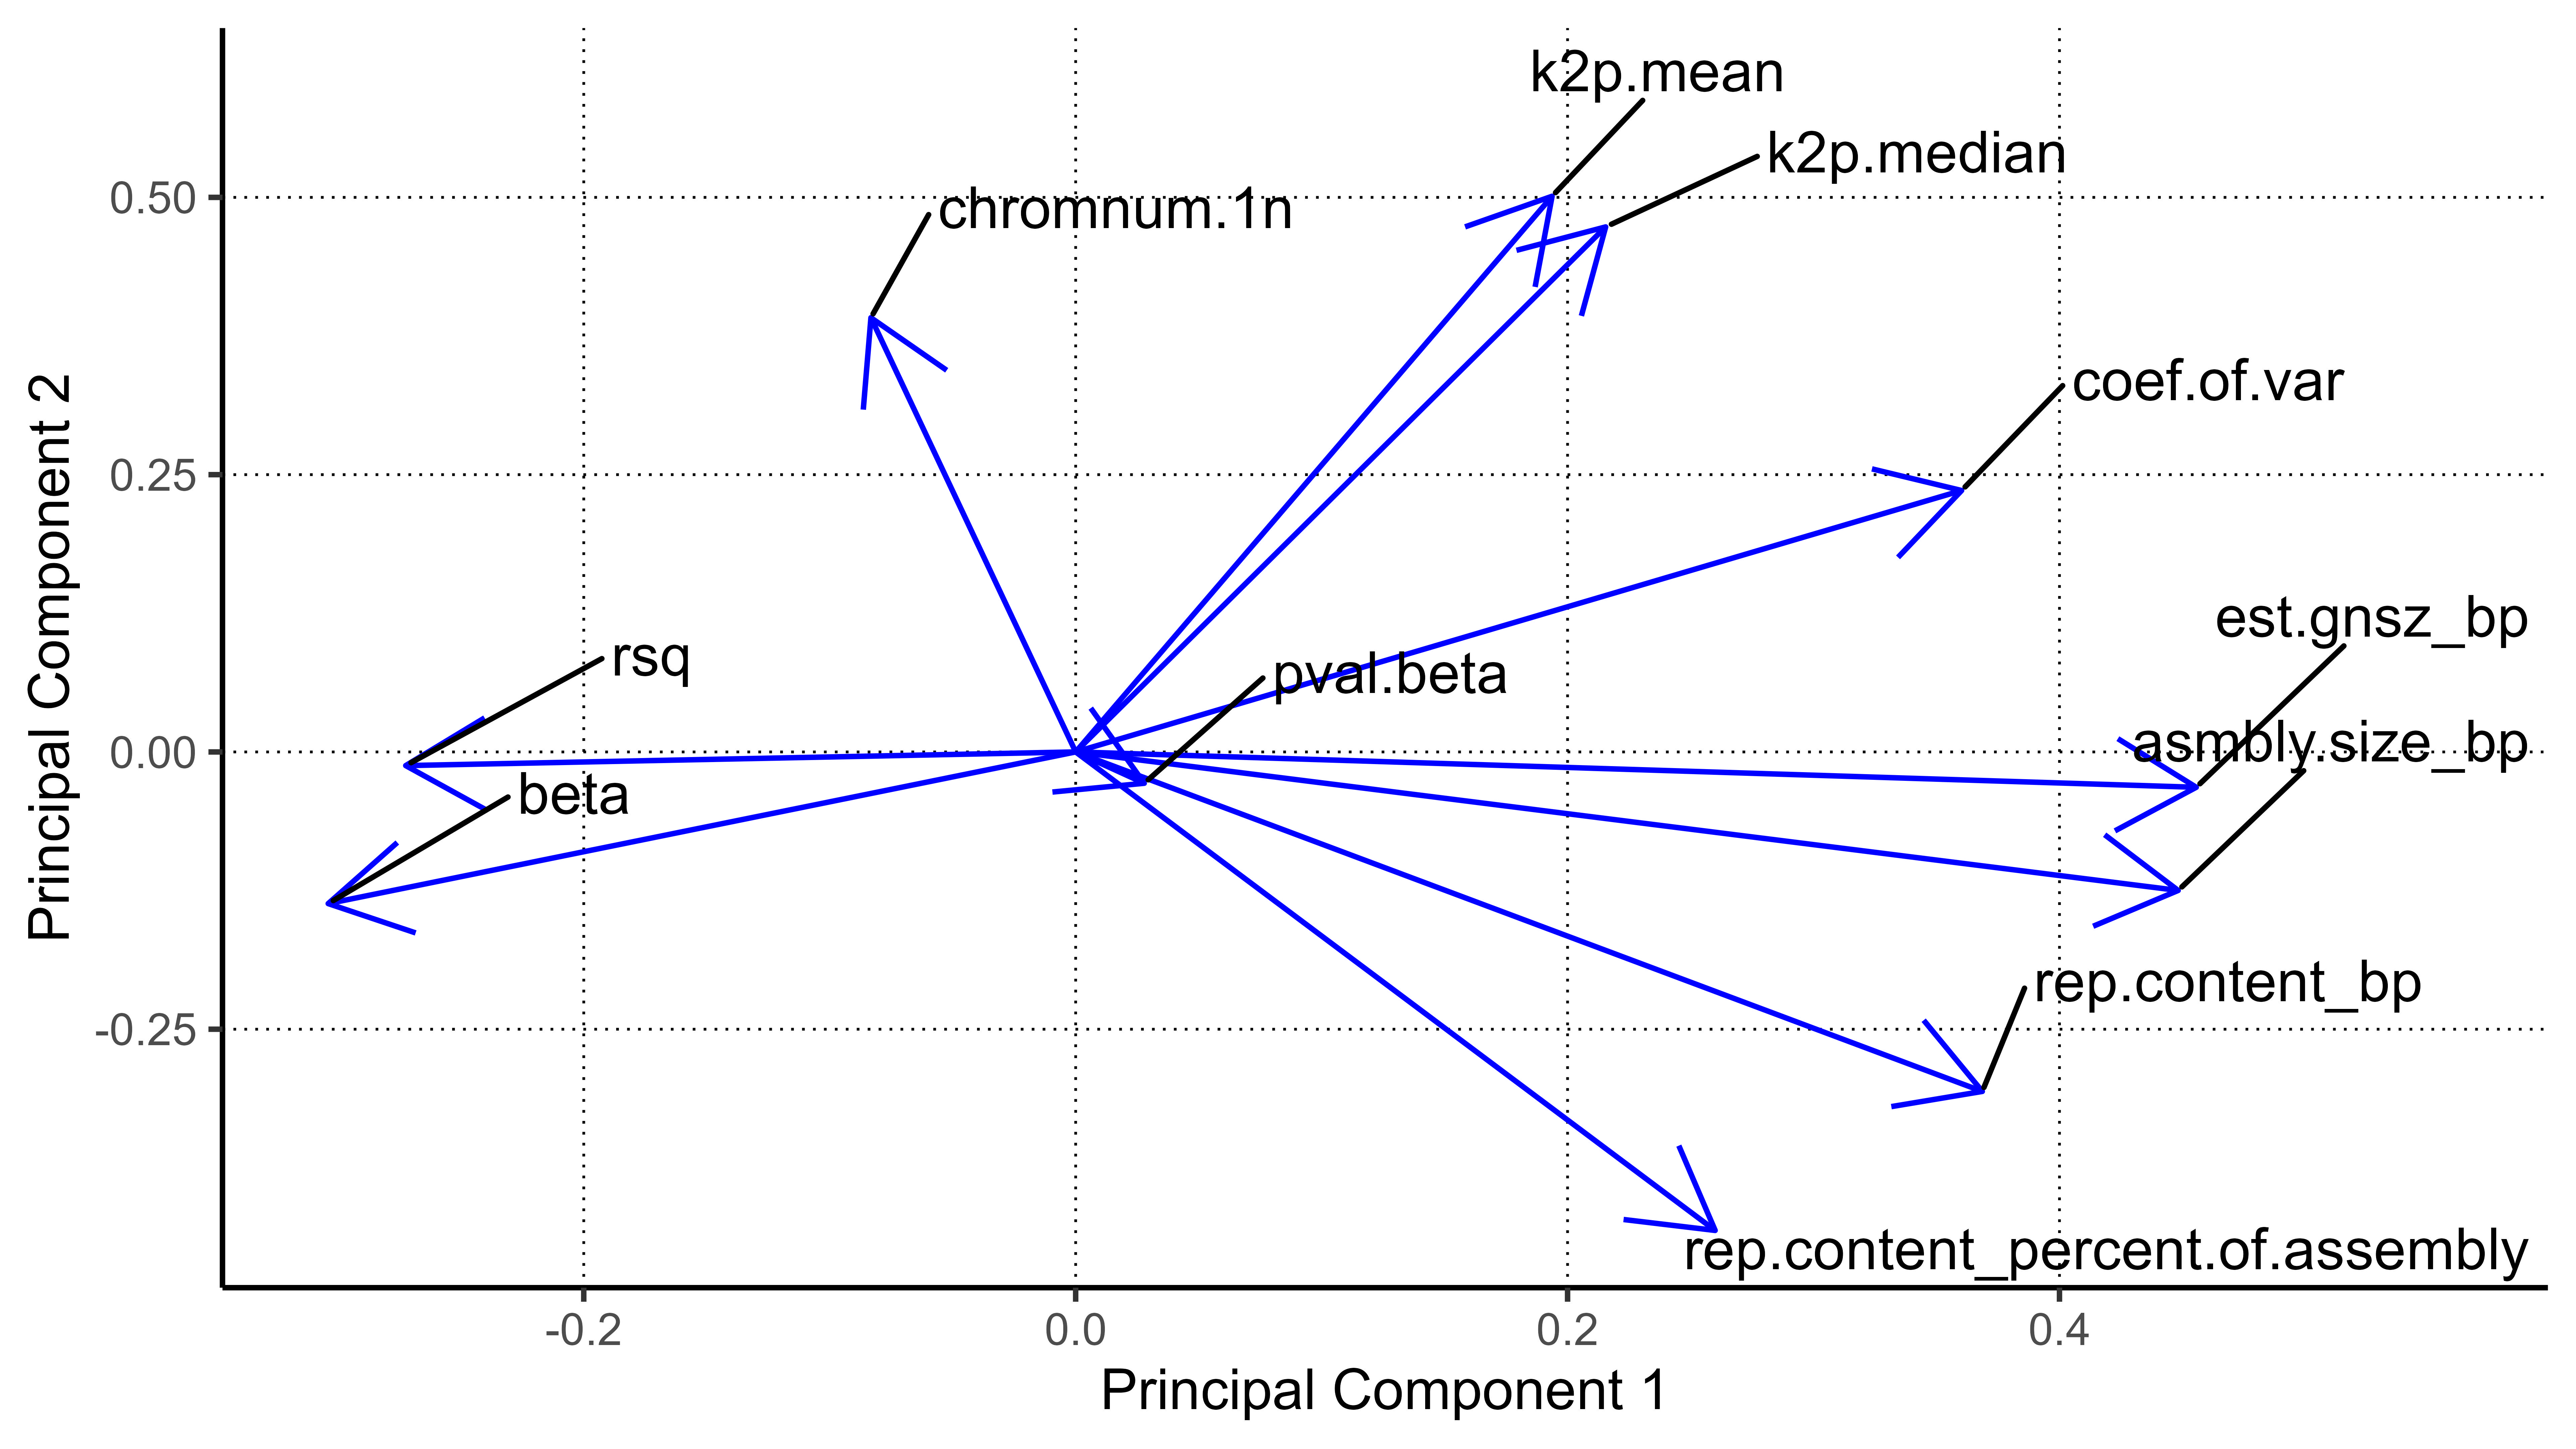 k2p.mean
k2p.median
0.50
chromnum.1n
coef.of.var
0.25
est.gnsz_bp
rsq
pval.beta
asmbly.size_bp
0.00
beta
rep.content_bp
-0.25
rep.content_percent.of.assembly
-0.2
0.0
0.2
0.4
Principal Component 1
Principal Component 2